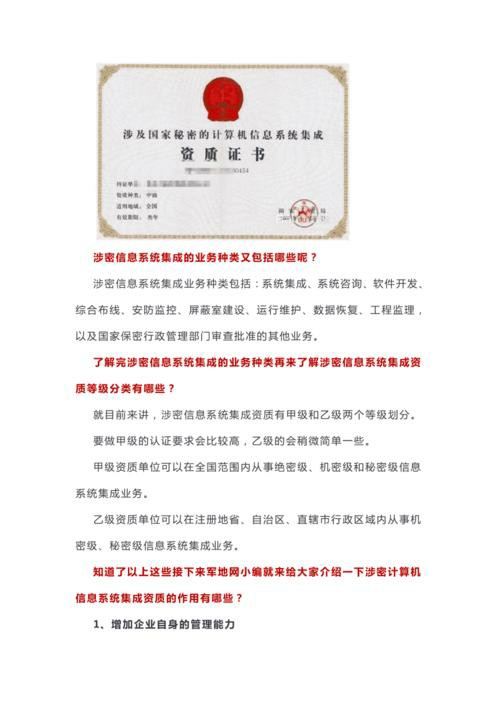 涉及国家秘密的计算机信息系统集成
资质证书
00454
持证单位：
资质种类：甲级
适用地域：全国
有效期限：叁年
涉密信息系统集成的业务种类又包括哪些呢？
涉密信息系统集成业务种类包括：系统集成、系统咨询、软件开发、
综合布线、安防监控、屏蔽室建设、运行维护、数据恢复、工程监理，
以及国家保密行政管理部门审查批准的其他业务。
了解完涉密信息系统集成的业务种类再来了解涉密信息系统集成资
质等级分类有哪些？
就目前来讲，涉密信息系统集成资质有甲级和乙级两个等级划分。
要做甲级的认证要求会比较高，乙级的会稍微简单一些。
甲级资质单位可以在全国范围内从事绝密级、机密级和秘密级信息
系统集成业务。
乙级资质单位可以在注册地省、自治区、直辖市行政区域内从事机
密级、秘密级信息系统集成业务。
知道了以上这些接下来军地网小编就来给大家介绍一下涉密计算机
信息系统集成资质的作用有哪些？
1、增加企业自身的管理能力